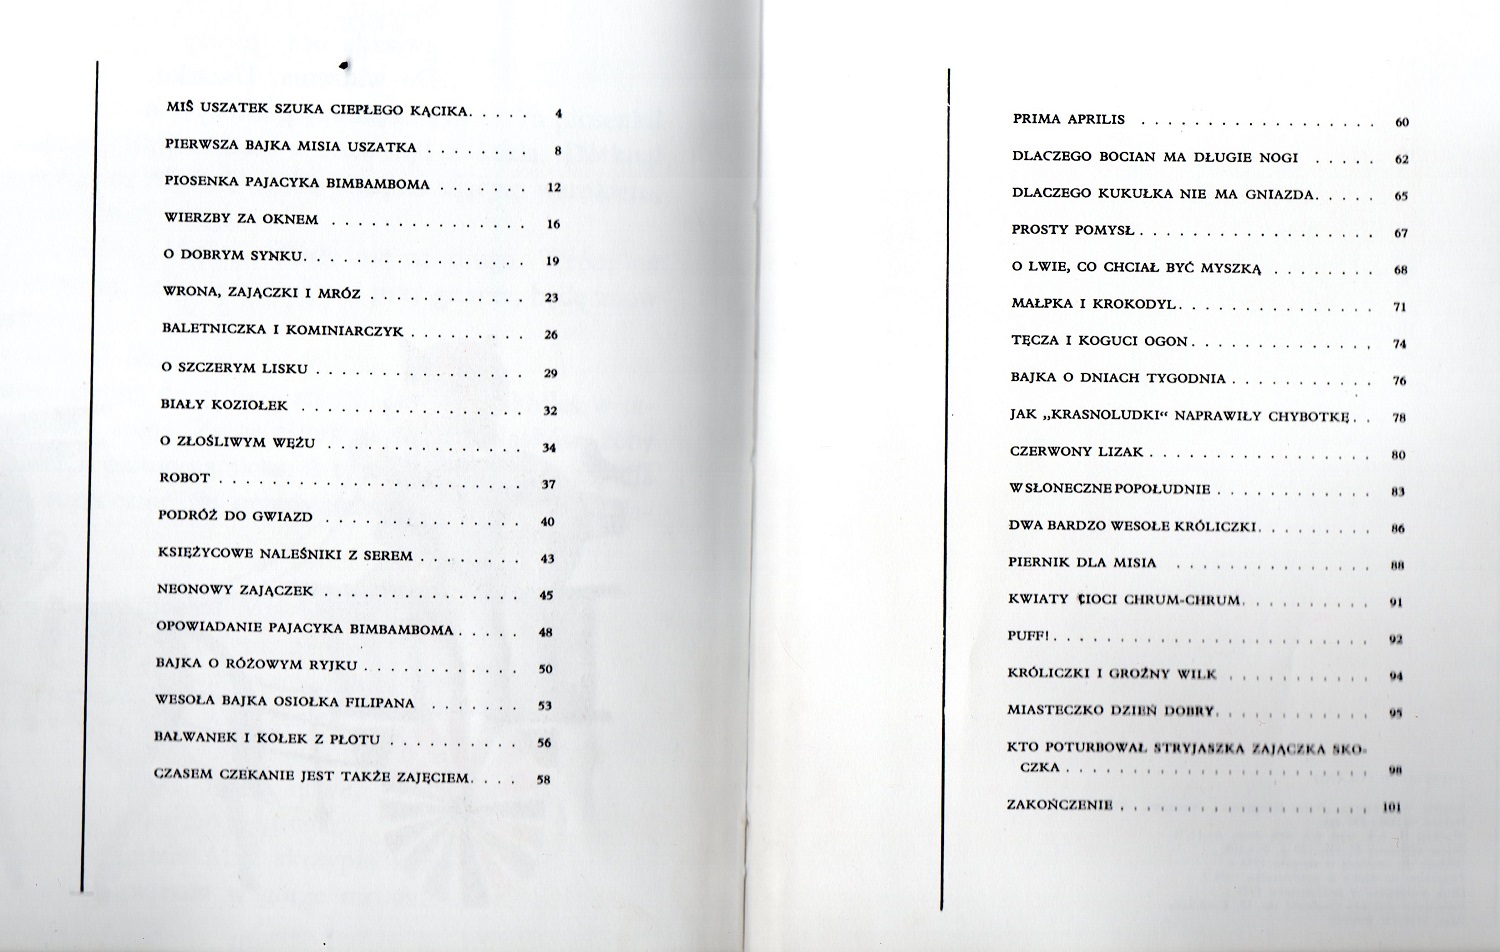 MIŚ USZATEK SZUKA CIEPŁEGO KĄCIKA. . . . . 4
PIERWSZA BAJKA MISIA USZATKA . . . . . . . . 8
PIOSENKA PAJACYKA BIMBAMBOMA . . . . . . . 12
WIERZBY ZA OKNEM . . . . . . . . . . . . . . . 16
O DOBRYM SYNKU. . . . . . . . . . . . . . . . . 19
WRONA, ZAJĄCZKI I MRÓZ . . . . . . . . . . . . 23
BALETNICZKA I KOMINIARCZYK . . . . . . . . . 26
O SZCZERYM LISKU . . . . . . . . . . . . . . . . 29
BIAŁY KOZIOŁEK . . . . . . . . . . . . . . . . . 32
O ZŁOŚLIWYM WĘŻU . . . . . . . . . . . . . . . 34
ROBOT . . . . . . . . . . . . . . . . . . . . . . . 37
PODRÓŻ DO GWIAZD . . . . . . . . . . . . . . . 40
KSIĘŻYCOWE NALEŚNIKI Z SEREM . . . . . . . . 43
NEONOWY ZAJĄCZEK . . . . . . . . . . . . . . . 45
OPOWIADANIE PAJACYKA BIMBAMBOMA . . . . . 48
BAJKA O RÓŻOWYM RYJKU . . . . . . . . . . . . 50
WESOŁA BAJKA OSIOŁKA FILIPANA . . . . . . . 53
BAŁWANEK I KOŁEK Z PŁOTU . . . . . . . . . . 56
CZASEM CZEKANIE JEST TAKŻE ZAJĘCIEM. . . . 58
PRIMA APRILIS . . . . . . . . . . . . . . . . . . 60
DLACZEGO BOCIAN MA DŁUGIE NOGI . . . . . 62
DLACZEGO KUKUŁKA NIE MA GNIAZDA. . . . . 65
PROSTY POMYSŁ . . . . . . . . . . . . . . . . . . 67
O LWIE, CO CHCIAŁ BYĆ MYSZKĄ . . . . . . . . 68
MAŁPKA I KROKODYL. . . . . . . . . . . . . . . 71
TĘCZA I KOGUCI OGON. . . . . . . . . . . . . . 74
BAJKA O DNIACH TYGODNIA . . . . . . . . . . . 76
JAK „KRASNOLUDKI“ NAPRAWIŁY CHYBOTKĘ. . 78
CZERWONY LIZAK . . . . . . . . . . . . . . . . . 80
W SŁONECZNE POPOŁUDNIE . . . . . . . . . . . . 83
DWA BARDZO WESOŁE KRÓLICZKI. . . . . . . . . 86
PIERNIK DLA MISIA . . . . . . . . . . . . . . . 88
KWIATY CIOCI CHRUM-CHRUM. . . . . . . . . . 91
PUFF! . . . . . . . . . . . . . . . . . . . . . . . . 92
KRÓLICZKI I GROŹNY WILK . . . . . . . . . . . 94
MIASTECZKO DZIEŃ DOBRY. . . . . . . . . . . . 95
KTO POTURBOWAŁ STRYJASZKA ZAJĄCZKA SKO-
CZKA . . . . . . . . . . . . . . . . . . . . . . . 98
ZAKOŃCZENIE . . . . . . . . . . . . . . . . . . . 101